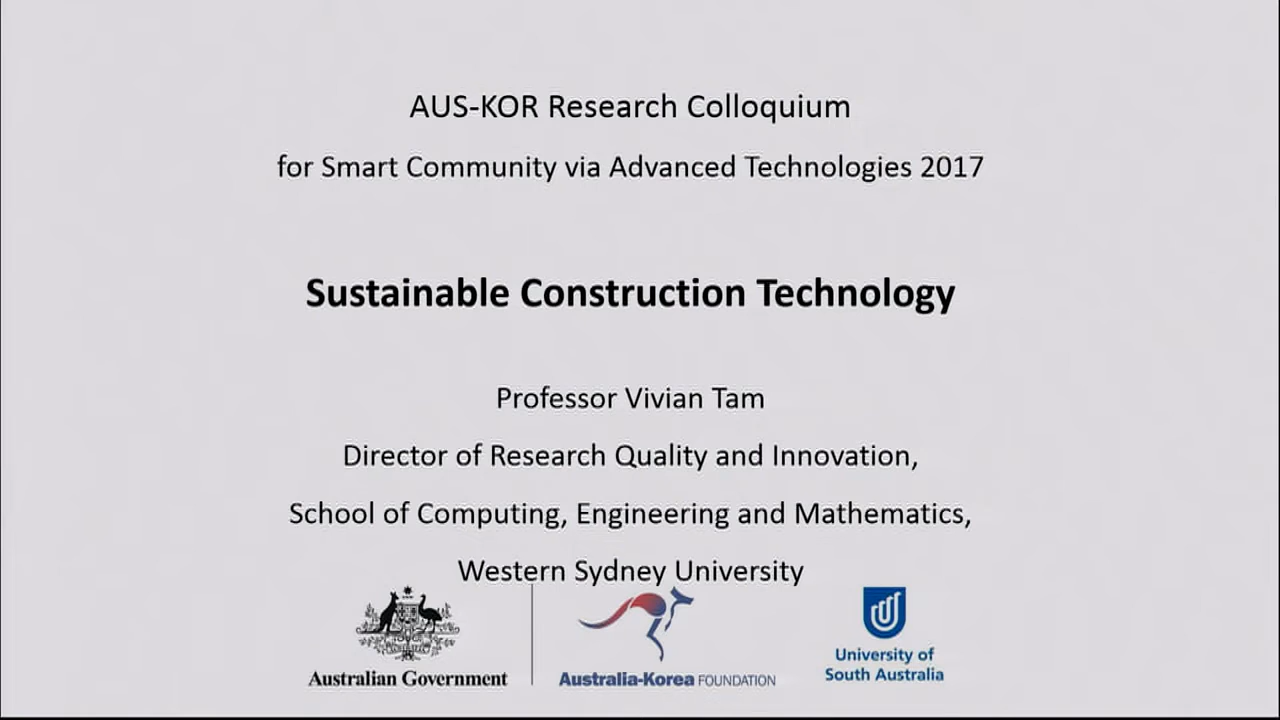 AUS-KOR Research Colloquium
for Smart Community via Advanced Technologies 2017
Sustainable Construction Technology
Professor Vivian Tam
Director of Research Quality and Innovation,
School of Computing, Engineering and Mathematics,
Western Sydney University
Australian Government
Australia-Korea FOUNDATION
University of
South Australia